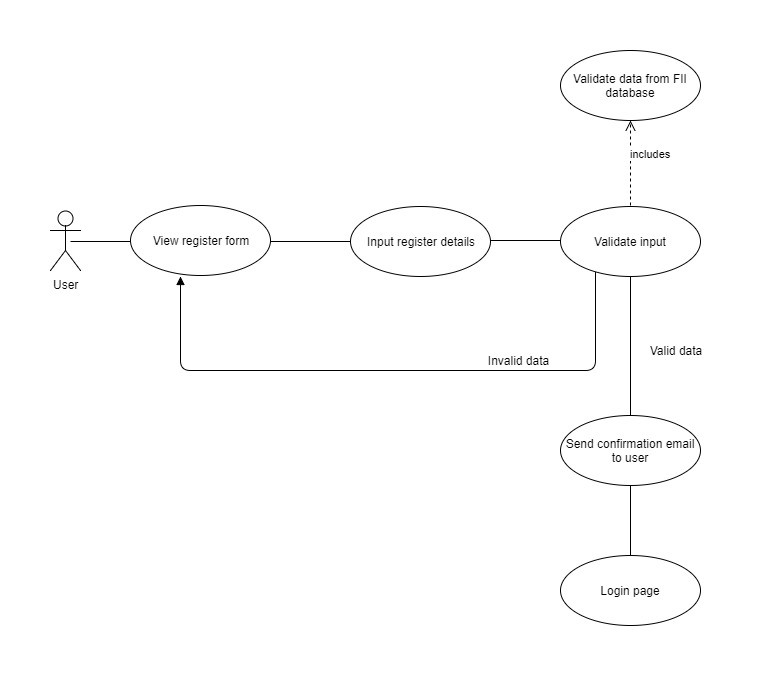 Validate data from FII
database
includes
View register form
Input register details
Validate input
User
Invalid data
Valid data
Send confirmation email
to user
Login page